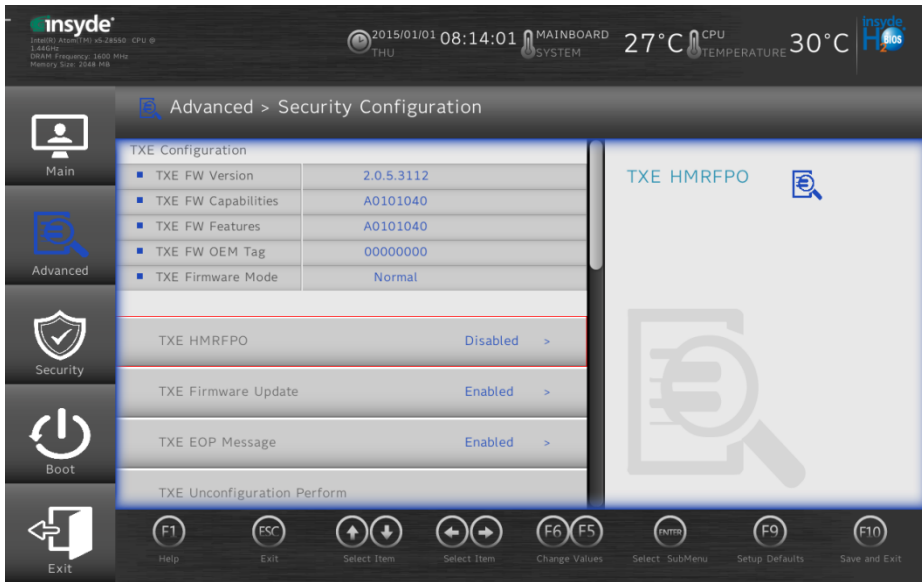 insyde
Intel(R) Atom(TM) x5-Z8550 CPU @
1.44GHz
DRAM Frequency: 1600 MHz
Memory Size: 2048 MB
2015/01/01
THU
08:14:01
MAINBOARD
SYSTEM
27°C
CPU
TEMPERATURE
30°C
insyde
H2O BIOS
Advanced > Security Configuration
Main
Advanced
Security
Boot
Exit
TXE Configuration
TXE FW Version 2.0.5.3112
TXE FW Capabilities A0101040
TXE FW Features A0101040
TXE FW OEM Tag 00000000
TXE Firmware Mode Normal
TXE HMRFPO Disabled >
TXE Firmware Update Enabled >
TXE EOP Message Enabled >
TXE Unconfiguration Perform
TXE HMRFPO
F1
Help
ESC
Exit
Select Item
Select Item
F6 F5
Change Values
ENTER
Select SubMenu
F9
Setup Defaults
F10
Save and Exit